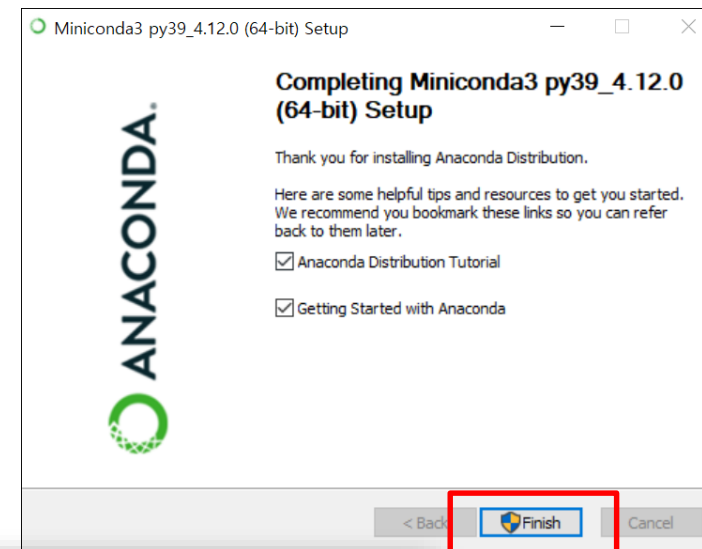 Miniconda3 py39_4.12.0 (64-bit) Setup
Completing Miniconda3 py39_4.12.0
(64-bit) Setup
Thank you for installing Anaconda Distribution.
Here are some helpful tips and resources to get you started.
We recommend you bookmark these links so you can refer
back to them later.
Anaconda Distribution Tutorial
Getting Started with Anaconda
ANACONDA.
< Back
Finish
Cancel